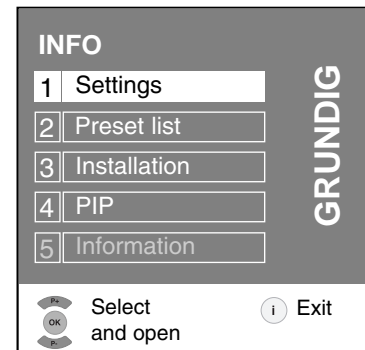 INFO
1 Settings
2 Preset list
3 Installation
4 PIP
5 Information
GRUNDIG
P+
OK
P-
Select
and open
i Exit